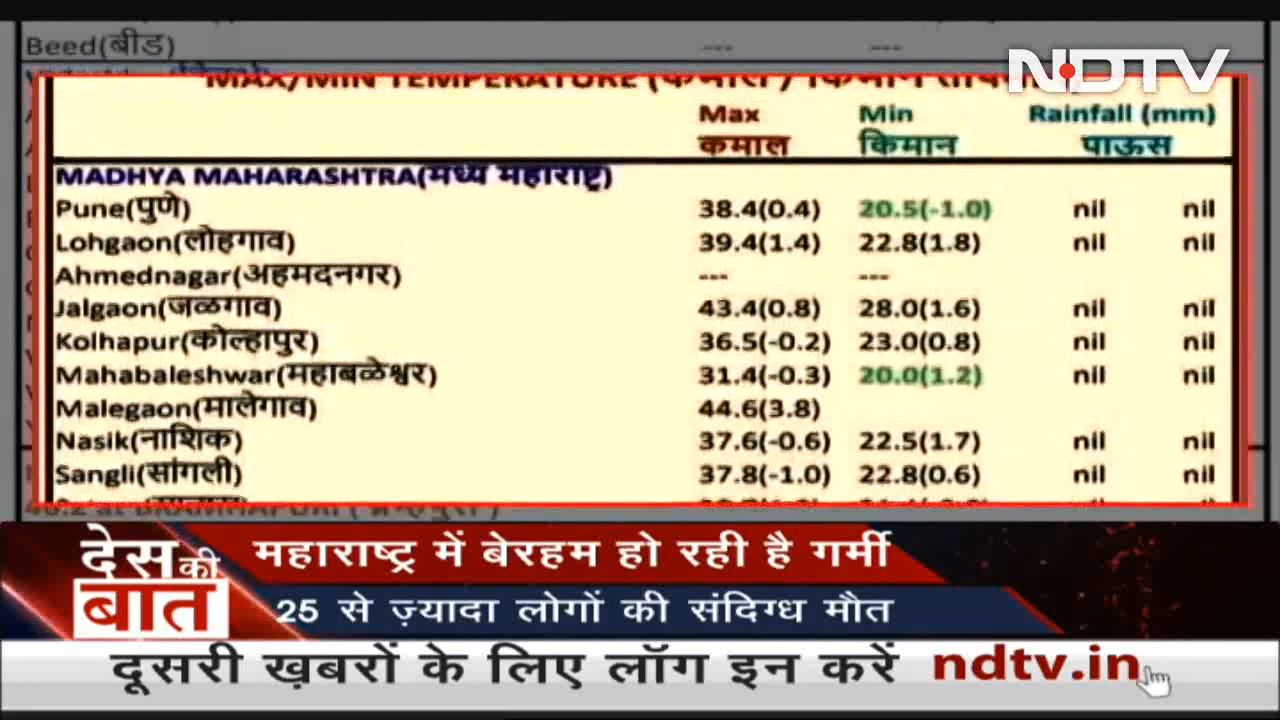 Beed(बीड) --- ---
NDTV
MAX/MIN TEMPERATURE (कमाल / किमान
Max Min Rainfall (mm)
कमाल किमान पाऊस
MADHYA MAHARASHTRA(मध्य महाराष्ट्र)
Pune(पुणे) 38.4(0.4) 20.5(-1.0) nil nil
Lohgaon(लोहगाव) 39.4(1.4) 22.8(1.8) nil nil
Ahmednagar(अहमदनगर) --- ---
Jalgaon(जळगाव) 43.4(0.8) 28.0(1.6) nil nil
Kolhapur(कोल्हापुर) 36.5(-0.2) 23.0(0.8) nil nil
Mahabaleshwar(महाबळेश्वर) 31.4(-0.3) 20.0(1.2) nil nil
Malegaon(मालेगाव) 44.6(3.8)
Nasik(नाशिक) 37.6(-0.6) 22.5(1.7) nil nil
Sangli(सांगली) 37.8(-1.0) 22.8(0.6) nil nil
देस की बात
महाराष्ट्र में बेरहम हो रही है गर्मी
25 से ज़्यादा लोगों की संदिग्ध मौत
दूसरी ख़बरों के लिए लॉग इन करें ndtv.in